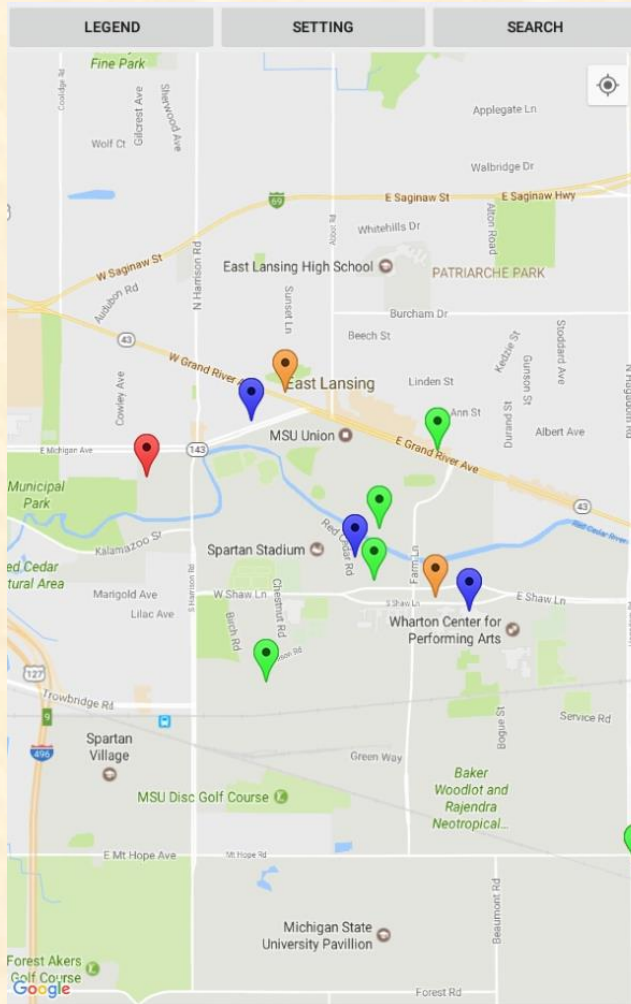 LEGEND
SETTING
SEARCH
Fine Park
Coolidge Rd
Gilcrest Ave
Sherwood Ave
Wolf Ct
Applegate Ln
Walbridge Dr
E Saginaw St
E Saginaw Hwy
69
Abbot Rd
Whitehills Dr
Alton Road
N Harrison Rd
W Saginaw St
East Lansing High School
PATRIARCHE PARK
Audubon Rd
Sunset Ln
Burcham Dr
Beech St
43
Kedzie St
Gunson St
Stoddard Ave
N Hagadorn Rd
W Grand River A
East Lansing
Linden St
Cowley Ave
Ann St
Durand St
Albert Ave
MSU Union
E Grand River Ave
E Michigan Ave
143
Municipal
Park
43
Red Cedar Rd
Red Cedar River
Kalamazoo St
Spartan Stadium
ed Cedar
tural Area
Farm Ln
Marigold Ave
W Shaw Ln
S Shaw Ln
E Shaw Ln
Lilac Ave
S Harrison Rd
Chestnut Rd
Birch Rd
Wharton Center for
Performing Arts
son Rd
127
Trowbridge Rd
9
496
Service Rd
Bogue St
Spartan
Village
Green Way
Baker
Woodlot and
Rajendra
Neotropical...
MSU Disc Golf Course
E Mt Hope Ave
Mt Hope Rd
Beaumont Rd
Michigan State
University Pavillion
Forest Akers
Golf Course
Google
Forest Rd